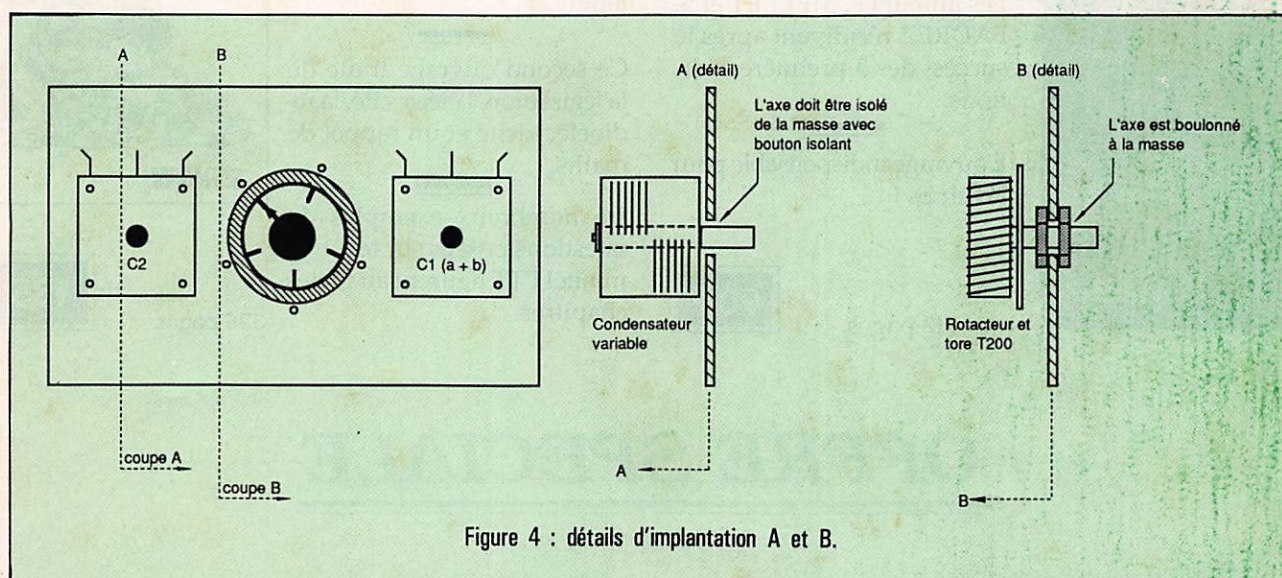 A
B
A (détail)
B (détail)
L'axe doit être isolé
de la masse avec
bouton isolant
L'axe est boulonné
à la masse
C2
C1 (a + b)
Condensateur
variable
Rotacteur et
tore T200
coupe A
coupe B
A
B
Figure 4 : détails d'implantation A et B.